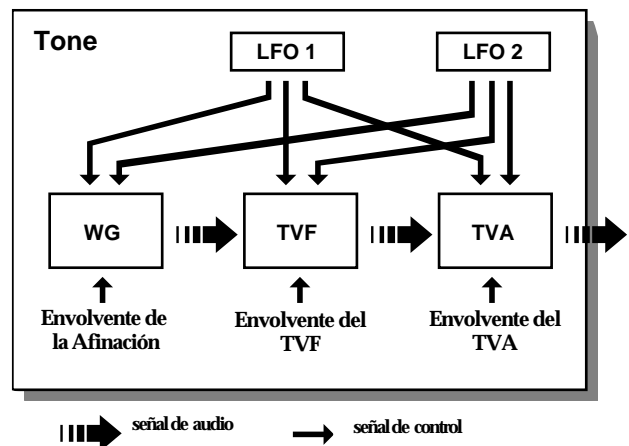 Tone
LFO 1
LFO 2
WG
TVF
TVA
Envolvente de
la Afinación
Envolvente del
TVF
Envolvente del
TVA
señal de audio
señal de control